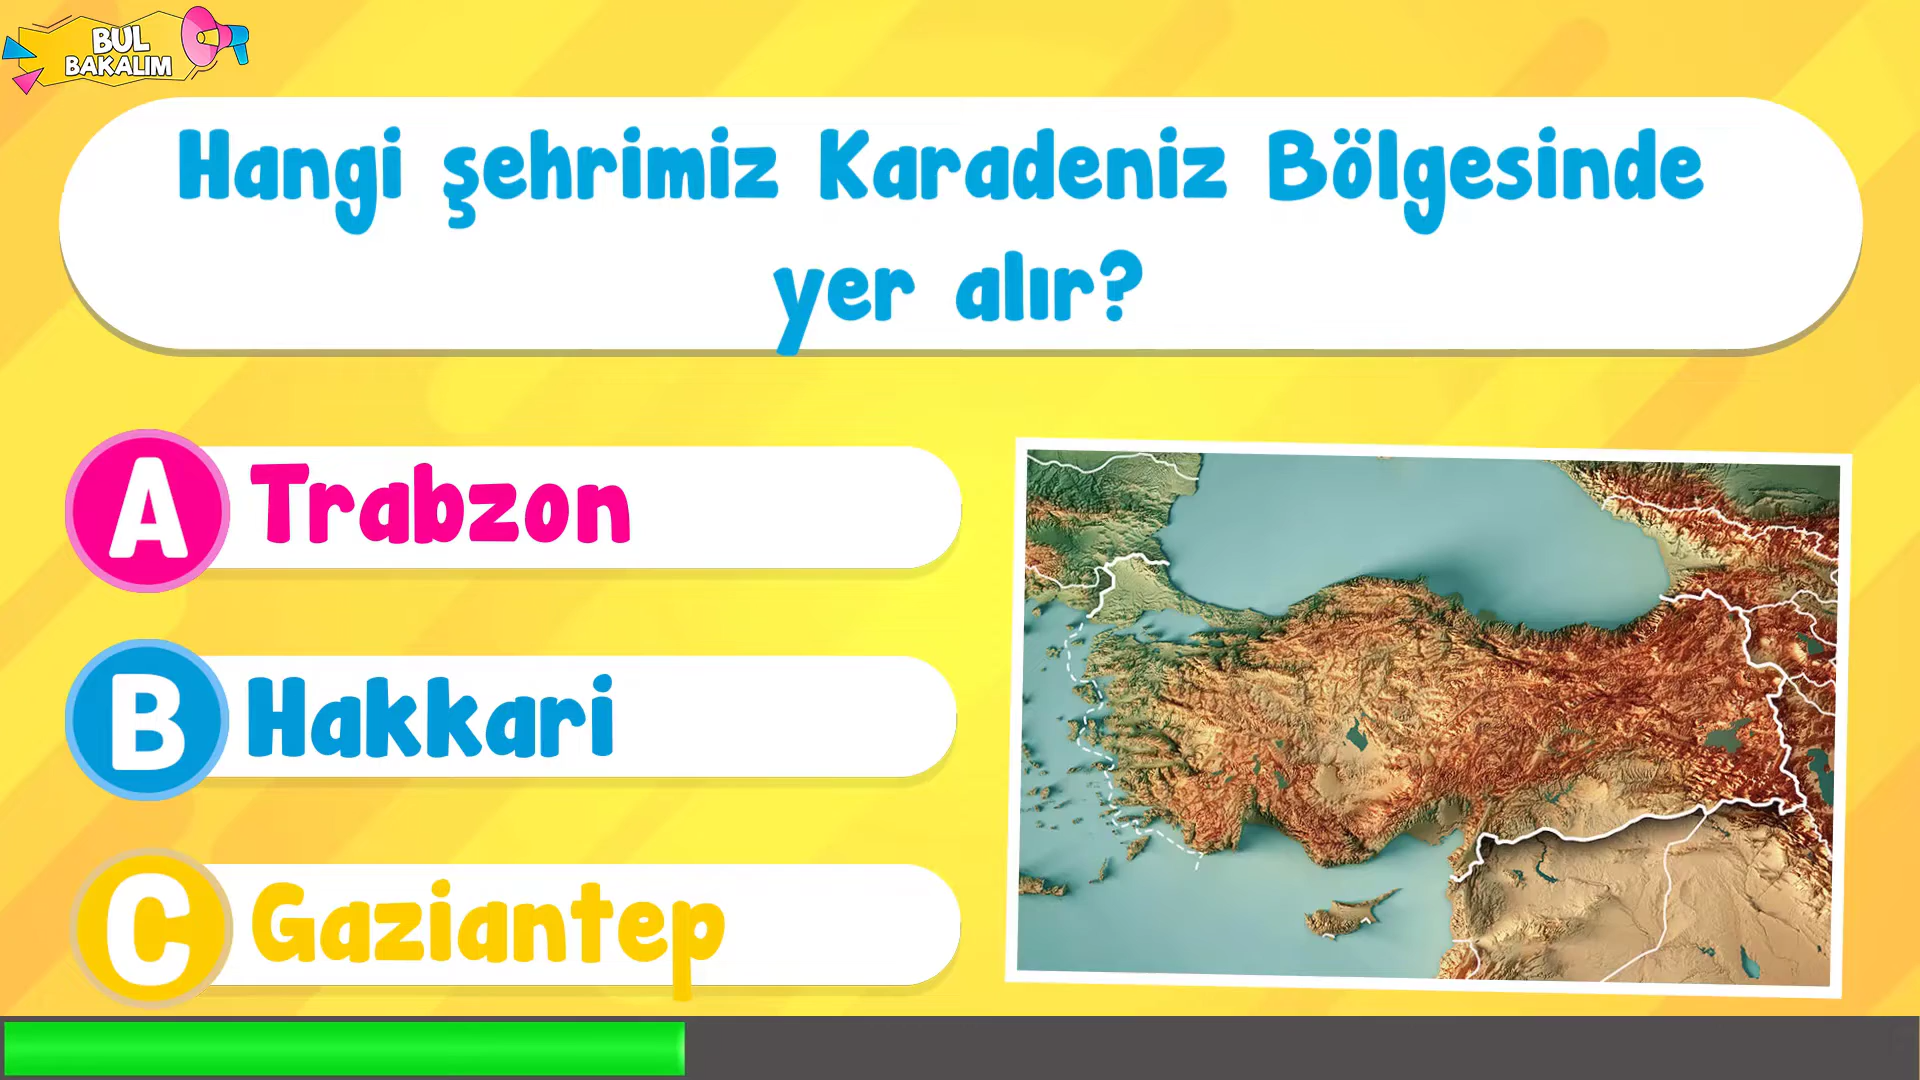 BUL
BAKALIM
Hangi şehrimiz Karadeniz Bölgesinde
yer alır?
A Trabzon
B Hakkari
C Gaziantep